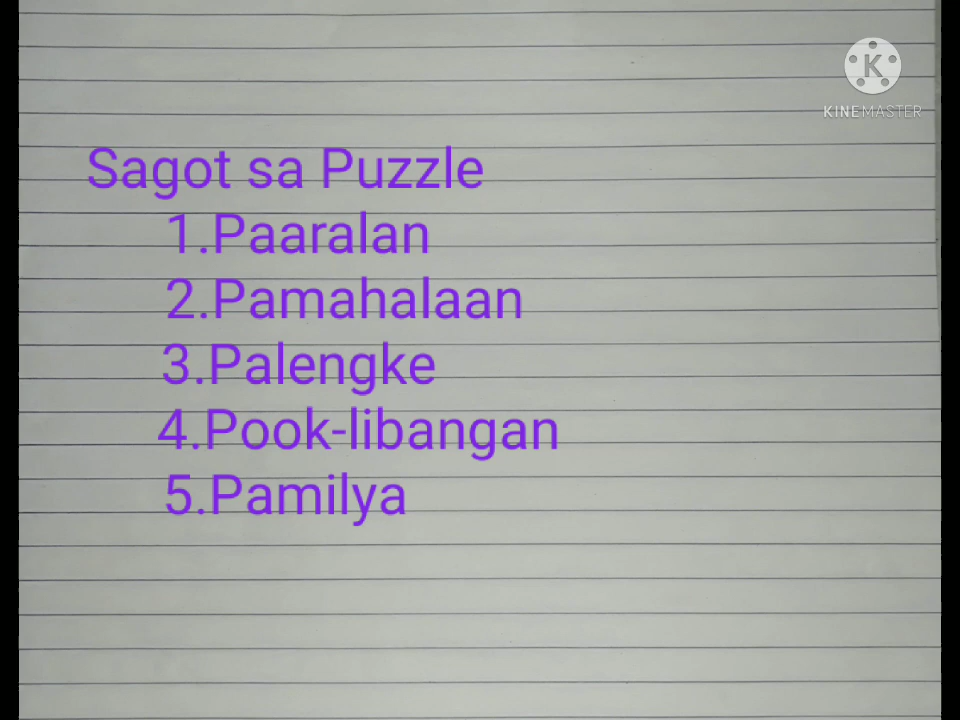 KINEMASTER
Sagot sa Puzzle
1.Paaralan
2.Pamahalaan
3.Palengke
4.Pook-libangan
5.Pamilya